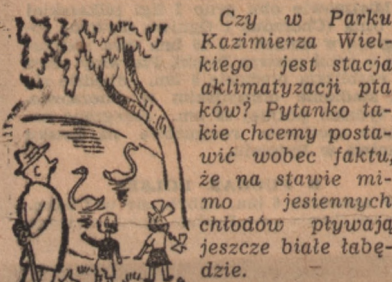 Czy w Parku
Kazimierza Wiel-
kiego jest stacja
aklimatyzacji pta
ków? Pytanko ta-
kie chcemy posta-
wić wobec faktu,
że na stawie mi-
mo jesiennych
chłodów pływają
jeszcze białe łabę-
dzie.